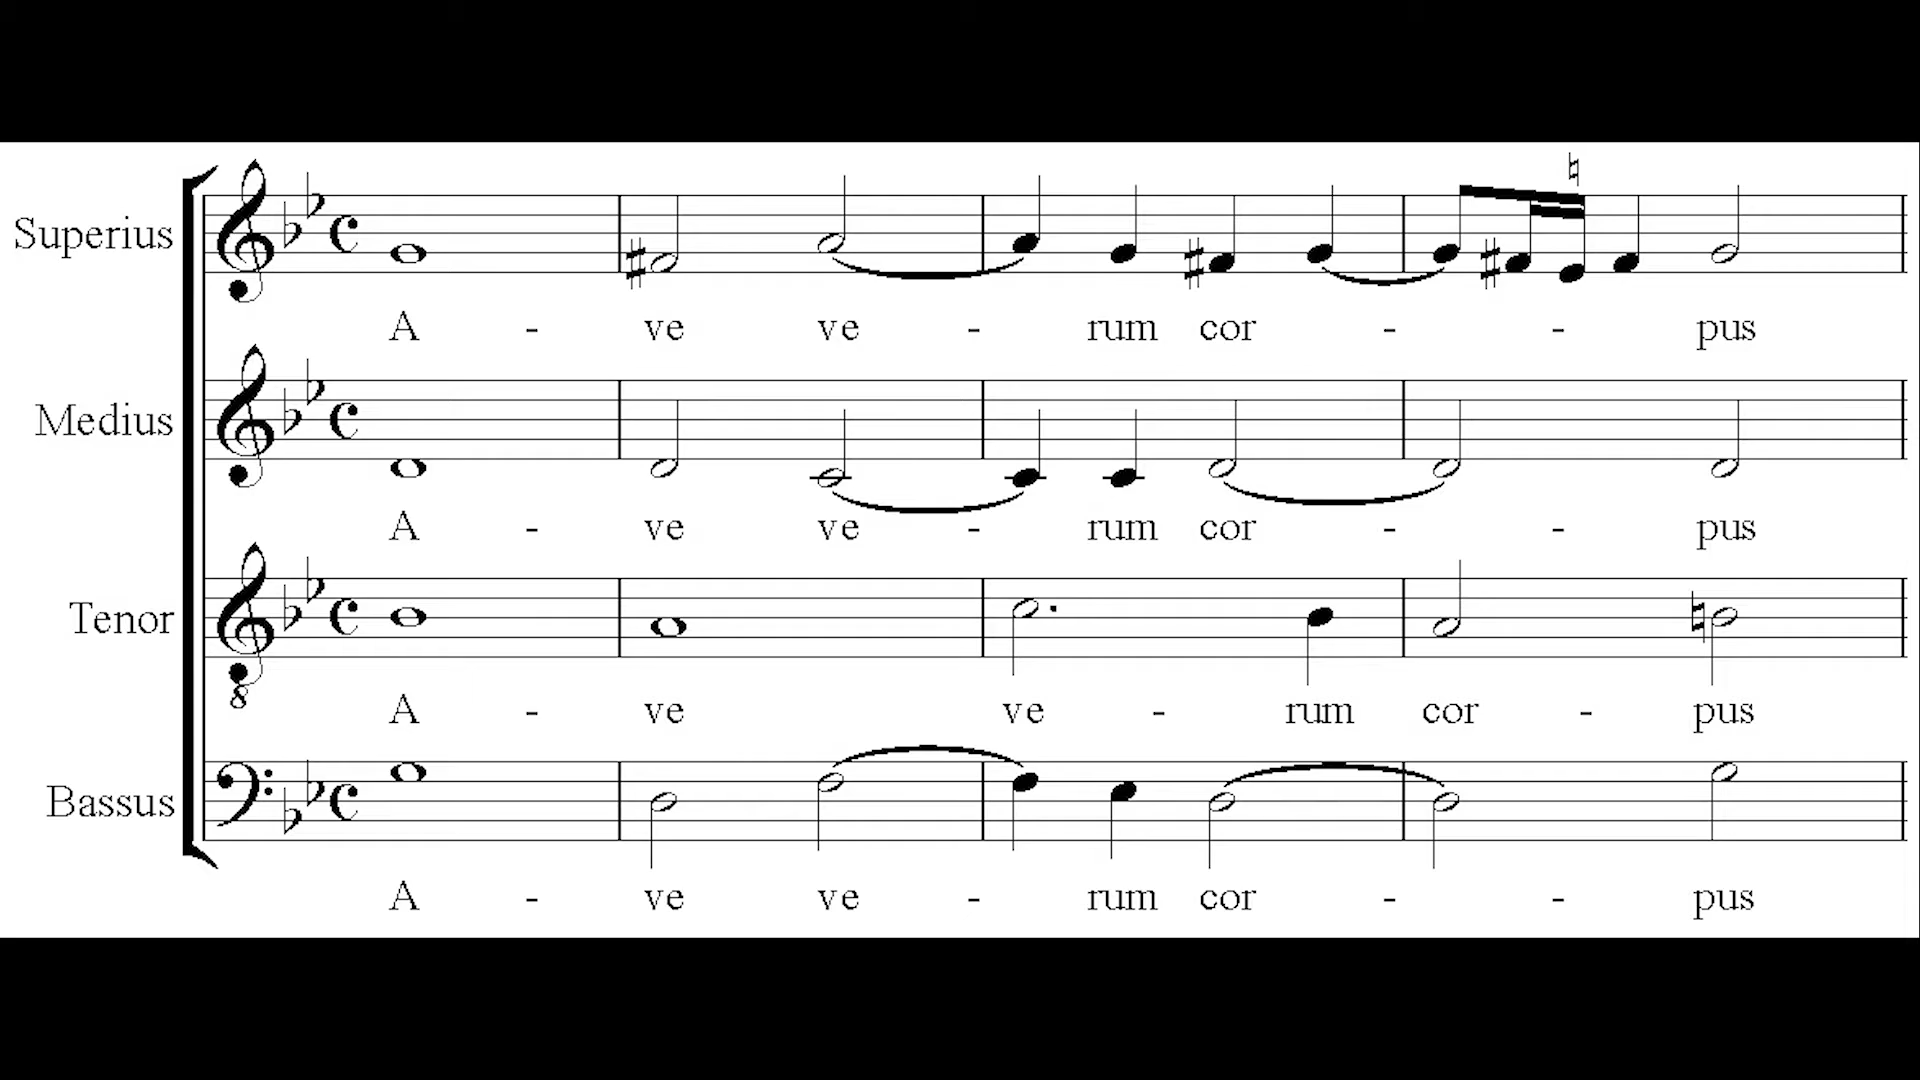 Superius
A - ve ve - rum cor - - pus
Medius
A - ve ve - rum cor - - pus
Tenor
8
A - ve ve - rum cor - pus
Bassus
A - ve ve - rum cor - - pus